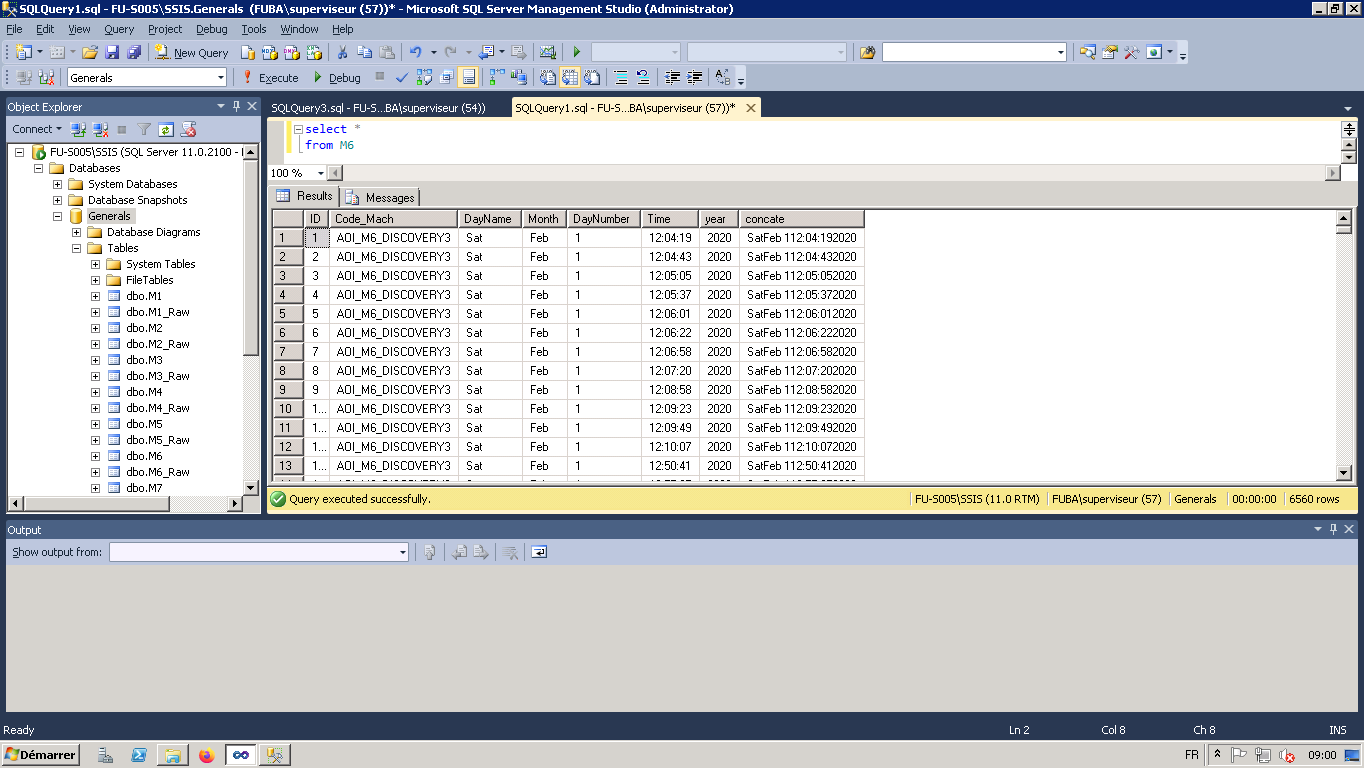 SQLQuery1.sql - FU-S005\SSIS.Generals (FUBA\superviseur (57))* - Microsoft SQL Server Management Studio (Administrator)
File Edit View Query Project Debug Tools Window Help
New Query
Generals Execute Debug
Object Explorer
SQLQuery3.sql - FU-S...BA\superviseur (54)) SQLQuery1.sql - FU-S...BA\superviseur (57))*
Connect
FU-S005\SSIS (SQL Server 11.0.2100 -
Databases
System Databases
Database Snapshots
Generals
Database Diagrams
Tables
System Tables
FileTables
dbo.M1
dbo.M1_Raw
dbo.M2
dbo.M2_Raw
dbo.M3
dbo.M3_Raw
dbo.M4
dbo.M4_Raw
dbo.M5
dbo.M5_Raw
dbo.M6
dbo.M6_Raw
dbo.M7
select *
from M6
100 %
Results Messages
ID Code_Mach DayName Month DayNumber Time year concate
1 1 AOI_M6_DISCOVERY3 Sat Feb 1 12:04:19 2020 SatFeb 112:04:192020
2 2 AOI_M6_DISCOVERY3 Sat Feb 1 12:04:43 2020 SatFeb 112:04:432020
3 3 AOI_M6_DISCOVERY3 Sat Feb 1 12:05:05 2020 SatFeb 112:05:052020
4 4 AOI_M6_DISCOVERY3 Sat Feb 1 12:05:37 2020 SatFeb 112:05:372020
5 5 AOI_M6_DISCOVERY3 Sat Feb 1 12:06:01 2020 SatFeb 112:06:012020
6 6 AOI_M6_DISCOVERY3 Sat Feb 1 12:06:22 2020 SatFeb 112:06:222020
7 7 AOI_M6_DISCOVERY3 Sat Feb 1 12:06:58 2020 SatFeb 112:06:582020
8 8 AOI_M6_DISCOVERY3 Sat Feb 1 12:07:20 2020 SatFeb 112:07:202020
9 9 AOI_M6_DISCOVERY3 Sat Feb 1 12:08:58 2020 SatFeb 112:08:582020
10 1... AOI_M6_DISCOVERY3 Sat Feb 1 12:09:23 2020 SatFeb 112:09:232020
11 1... AOI_M6_DISCOVERY3 Sat Feb 1 12:09:49 2020 SatFeb 112:09:492020
12 1... AOI_M6_DISCOVERY3 Sat Feb 1 12:10:07 2020 SatFeb 112:10:072020
13 1... AOI_M6_DISCOVERY3 Sat Feb 1 12:50:41 2020 SatFeb 112:50:412020
Query executed successfully. FU-S005\SSIS (11.0 RTM) FUBA\superviseur (57) Generals 00:00:00 6560 rows
Output
Show output from:
Ready Ln 2 Col 8 Ch 8 INS
Démarrer FR 09:00